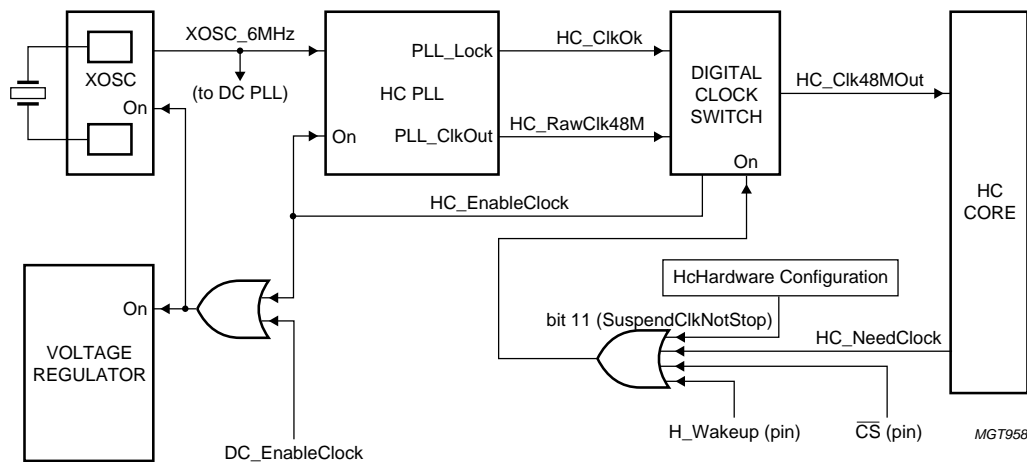 XOSC_6MHz
XOSC
On
(to DC PLL)
PLL_Lock
HC PLL
On
PLL_ClkOut
HC_ClkOk
HC_RawClk48M
DIGITAL
CLOCK
SWITCH
On
HC_Clk48MOut
HC
CORE
HC_EnableClock
On
VOLTAGE
REGULATOR
DC_EnableClock
HcHardware Configuration
bit 11 (SuspendClkNotStop)
HC_NeedClock
H_Wakeup (pin)
C̅S̅ (pin)
MGT958